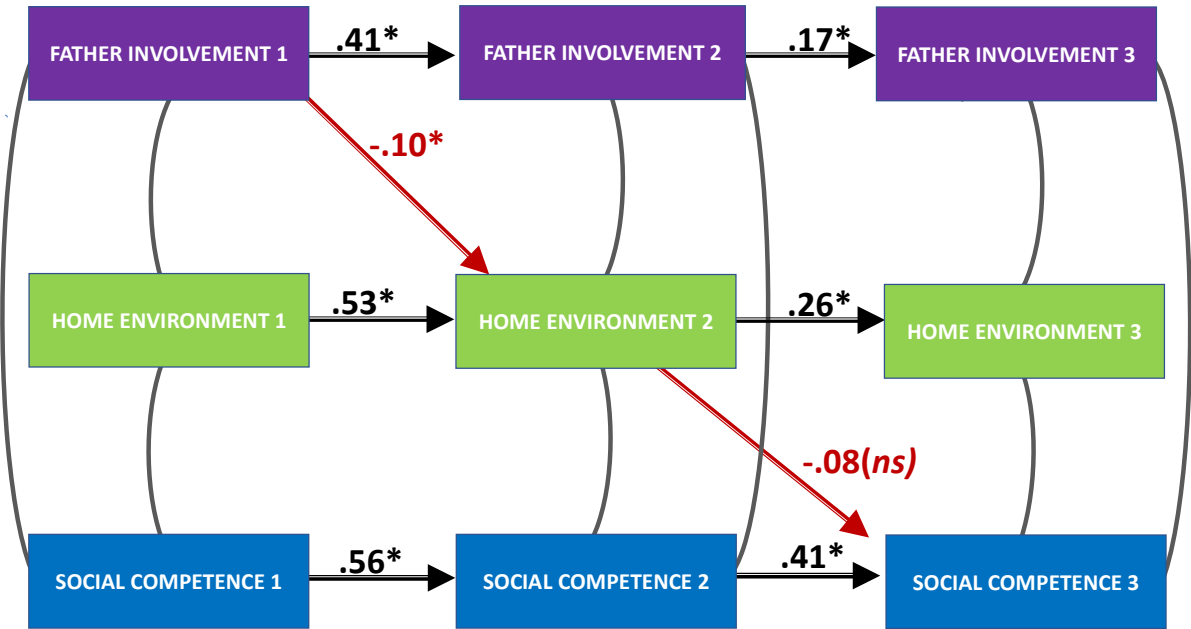 FATHER INVOLVEMENT 1
.41*
FATHER INVOLVEMENT 2
.17*
FATHER INVOLVEMENT 3
-.10*
HOME ENVIRONMENT 1
.53*
HOME ENVIRONMENT 2
.26*
HOME ENVIRONMENT 3
-.08(ns)
SOCIAL COMPETENCE 1
.56*
SOCIAL COMPETENCE 2
.41*
SOCIAL COMPETENCE 3